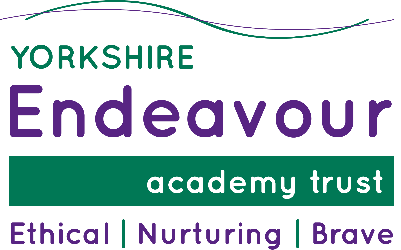 YORKSHIRE
Endeavour
academy trust
Ethical | Nurturing | Brave